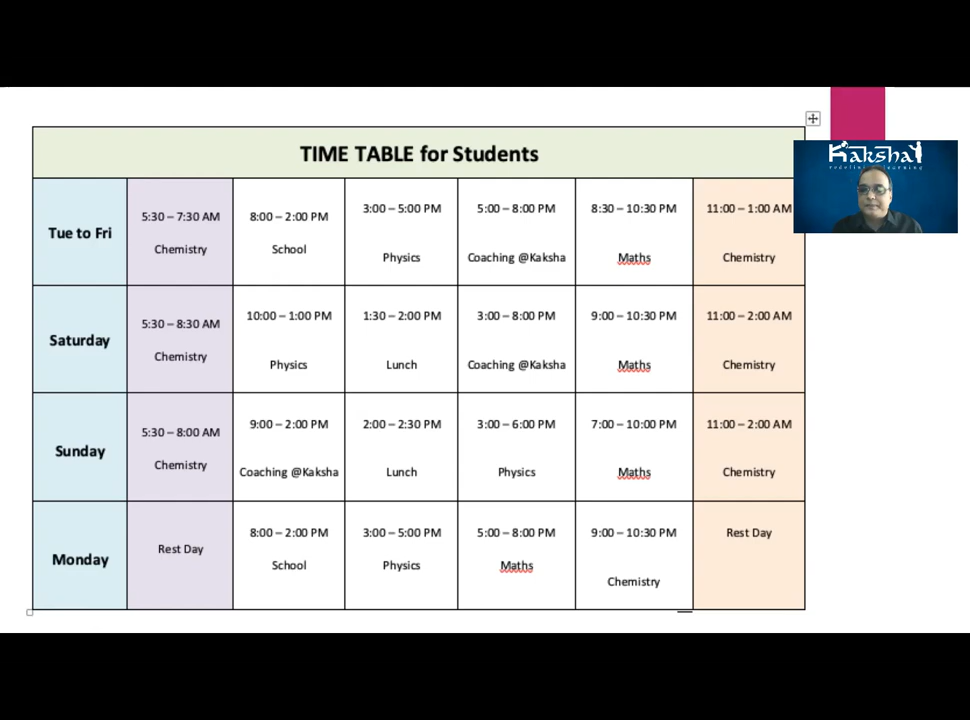 TIME TABLE for Students
Kaksha
redefining learning
Tue to Fri
5:30 – 7:30 AM
Chemistry
8:00 – 2:00 PM
School
3:00 – 5:00 PM
Physics
5:00 – 8:00 PM
Coaching @Kaksha
8:30 – 10:30 PM
Maths
11:00 – 1:00 AM
Chemistry
Saturday
5:30 – 8:30 AM
Chemistry
10:00 – 1:00 PM
Physics
1:30 – 2:00 PM
Lunch
3:00 – 8:00 PM
Coaching @Kaksha
9:00 – 10:30 PM
Maths
11:00 – 2:00 AM
Chemistry
Sunday
5:30 – 8:00 AM
Chemistry
9:00 – 2:00 PM
Coaching @Kaksha
2:00 – 2:30 PM
Lunch
3:00 – 6:00 PM
Physics
7:00 – 10:00 PM
Maths
11:00 – 2:00 AM
Chemistry
Monday
Rest Day
8:00 – 2:00 PM
School
3:00 – 5:00 PM
Physics
5:00 – 8:00 PM
Maths
9:00 – 10:30 PM
Chemistry
Rest Day